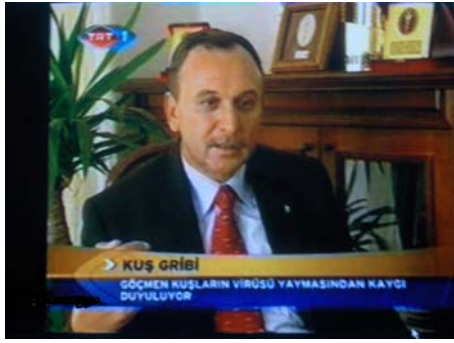 TRT 1
KUŞ GRİBİ
GÖÇMEN KUŞLARIN VİRÜSÜ YAYMASINDAN KAYGI
DUYULUYOR